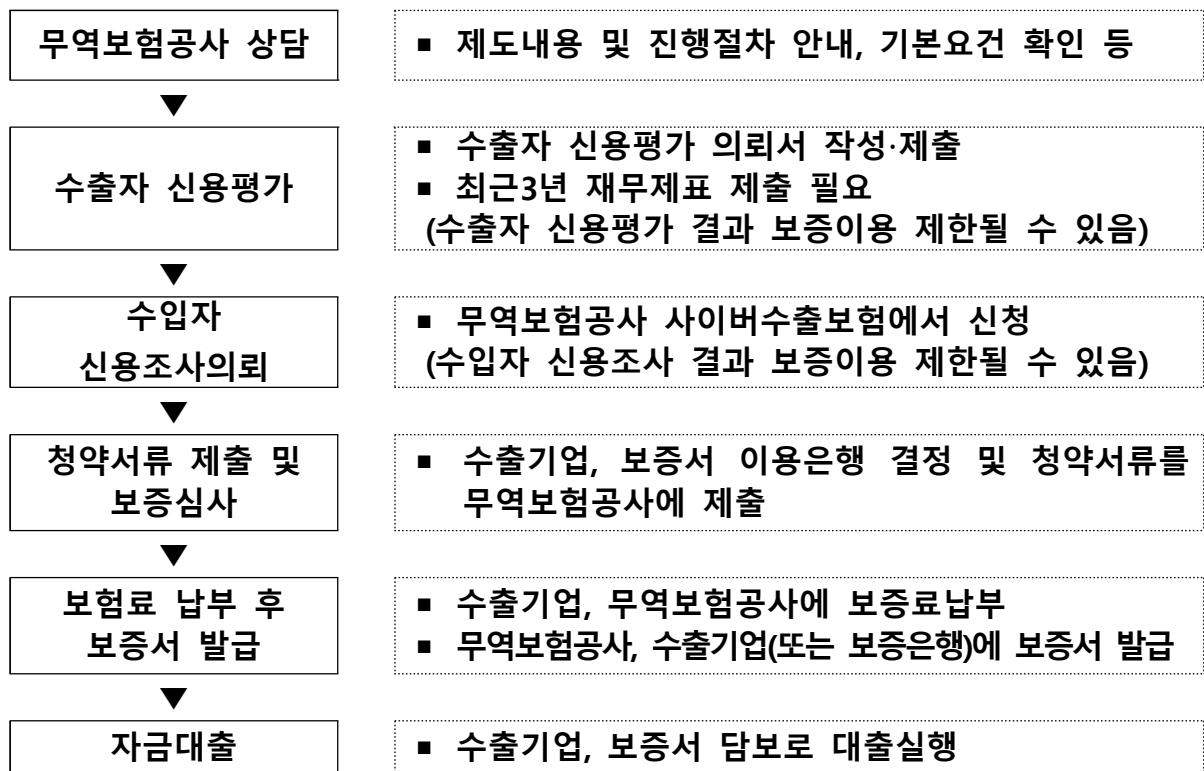 무역보험공사 상담
■ 제도내용 및 진행절차 안내, 기본요건 확인 등
▼
수출자 신용평가
■ 수출자 신용평가 의뢰서 작성·제출
■ 최근3년 재무제표 제출 필요
(수출자 신용평가 결과 보증이용 제한될 수 있음)
▼
수입자
신용조사의뢰
■ 무역보험공사 사이버수출보험에서 신청
(수입자 신용조사 결과 보증이용 제한될 수 있음)
▼
청약서류 제출 및
보증심사
■ 수출기업, 보증서 이용은행 결정 및 청약서류를
무역보험공사에 제출
▼
보험료 납부 후
보증서 발급
■ 수출기업, 무역보험공사에 보증료납부
■ 무역보험공사, 수출기업(또는 보증은행)에 보증서 발급
▼
자금대출
■ 수출기업, 보증서 담보로 대출실행